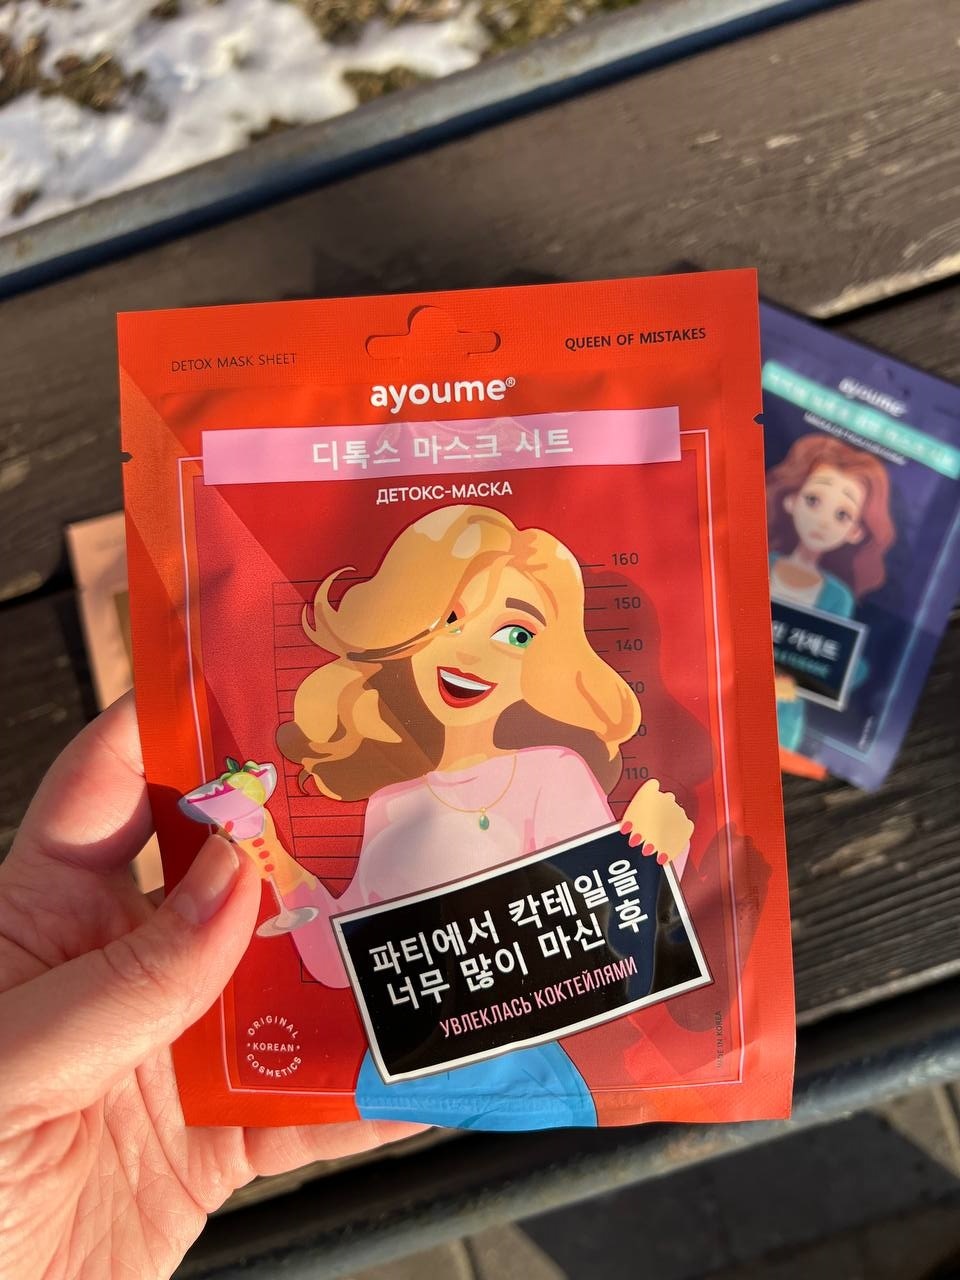 DETOX MASK SHEET
QUEEN OF MISTAKES
ayoume®
디톡스 마스크 시트
ДЕТОКС-МАСКА
160
150
140
110
파티에서 칵테일을
너무 많이 마신 후
УВЛЕКЛАСЬ КОКТЕЙЛЯМИ
ORIGINAL
• KOREAN •
COSMETICS
MADE IN KOREA
ayoume